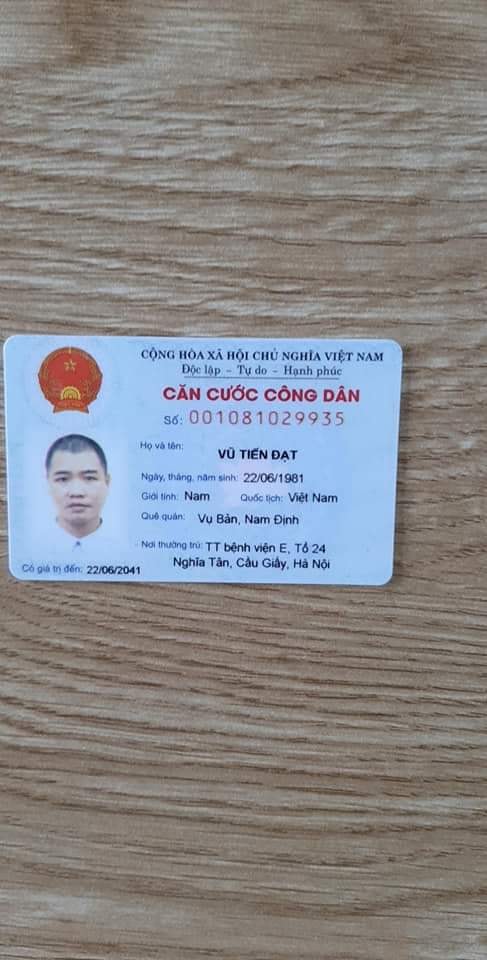 CỘNG HÒA XÃ HỘI CHỦ NGHĨA VIỆT NAM
Độc lập - Tự do - Hạnh phúc
CĂN CƯỚC CÔNG DÂN
Số: 001081029935
Họ và tên:
VŨ TIẾN ĐẠT
Ngày, tháng, năm sinh: 22/06/1981
Giới tính: Nam Quốc tịch: Việt Nam
Quê quán: Vụ Bản, Nam Định
Nơi thường trú: TT bệnh viện E, Tổ 24
Nghĩa Tân, Cầu Giấy, Hà Nội
Có giá trị đến: 22/06/2041